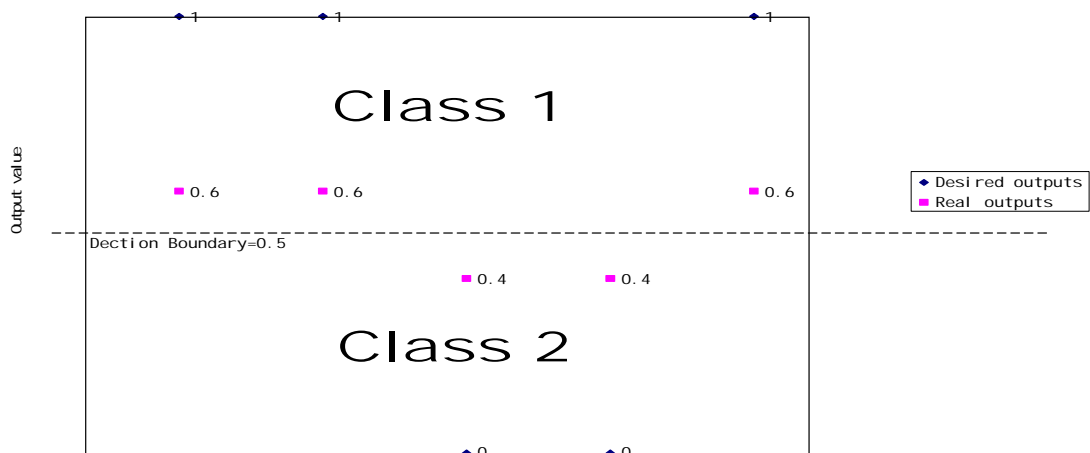 1 1 1
Class 1
Output value
0.6 0.6 0.6
Desired outputs
Real outputs
Dection Boundary=0.5
0.4 0.4
Class 2
0 0